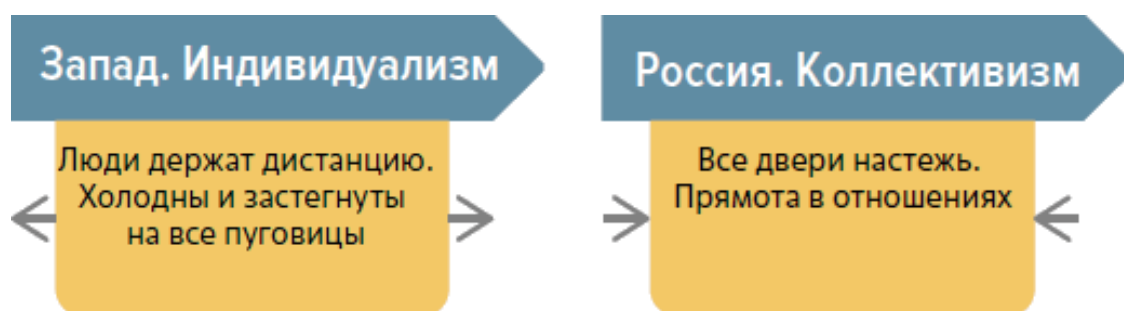 Запад. Индивидуализм
Люди держат дистанцию.
Холодны и застегнуты
на все пуговицы
Россия. Коллективизм
Все двери настежь.
Прямота в отношениях